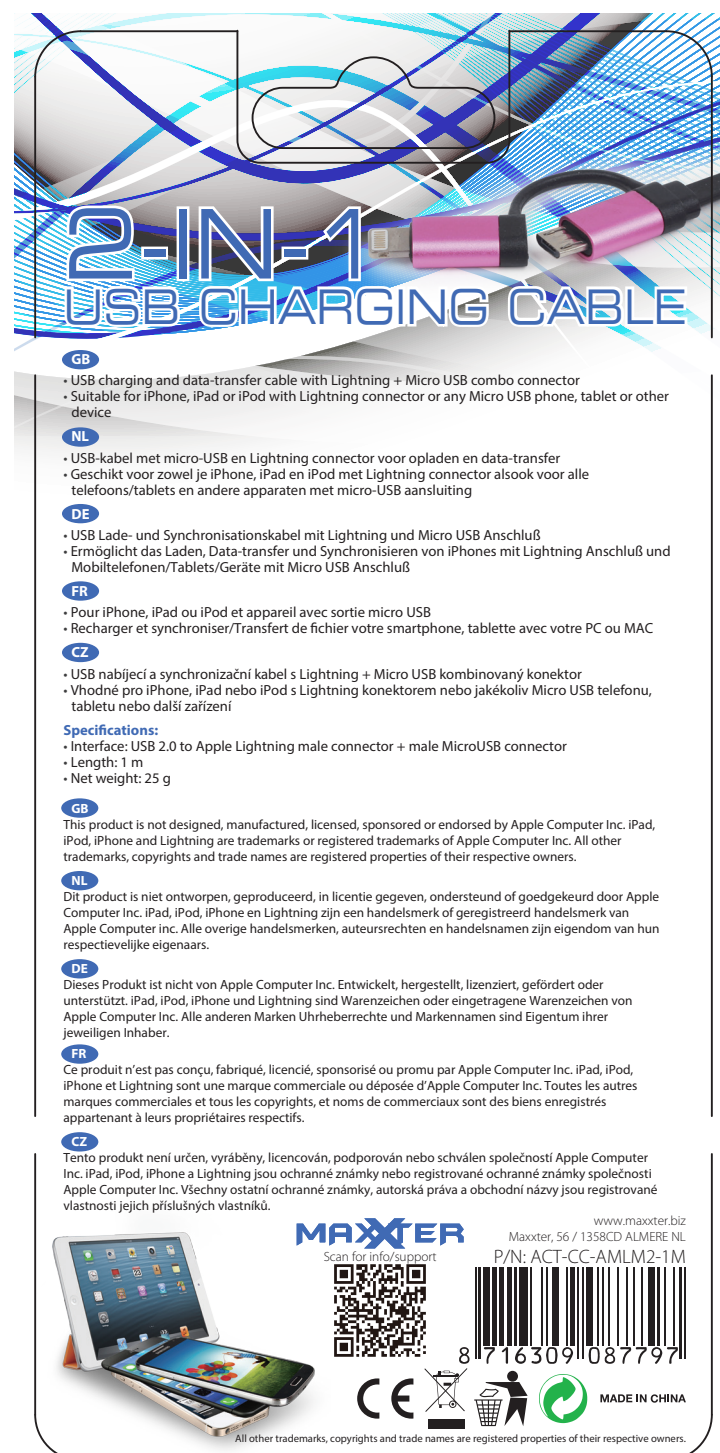 2-IN-1
USB CHARGING CABLE
GB
• USB charging and data-transfer cable with Lightning + Micro USB combo connector
• Suitable for iPhone, iPad or iPod with Lightning connector or any Micro USB phone, tablet or other
device
NL
• USB-kabel met micro-USB en Lightning connector voor opladen en data-transfer
• Geschikt voor zowel je iPhone, iPad en iPod met Lightning connector alsook voor alle
telefoons/tablets en andere apparaten met micro-USB aansluiting
DE
• USB Lade- und Synchronisationskabel mit Lightning und Micro USB Anschluß
• Ermöglicht das Laden, Data-transfer und Synchronisieren von iPhones mit Lightning Anschluß und
Mobiltelefonen/Tablets/Geräte mit Micro USB Anschluß
FR
• Pour iPhone, iPad ou iPod et appareil avec sortie micro USB
• Recharger et synchroniser/Transfert de fichier votre smartphone, tablette avec votre PC ou MAC
CZ
• USB nabíjecí a synchronizační kabel s Lightning + Micro USB kombinovaný konektor
• Vhodné pro iPhone, iPad nebo iPod s Lightning konektorem nebo jakékoliv Micro USB telefonu,
tabletu nebo další zařízení
Specifications:
• Interface: USB 2.0 to Apple Lightning male connector + male MicroUSB connector
• Length: 1 m
• Net weight: 25 g
GB
This product is not designed, manufactured, licensed, sponsored or endorsed by Apple Computer Inc. iPad,
iPod, iPhone and Lightning are trademarks or registered trademarks of Apple Computer Inc. All other
trademarks, copyrights and trade names are registered properties of their respective owners.
NL
Dit product is niet ontworpen, geproduceerd, in licentie gegeven, ondersteund of goedgekeurd door Apple
Computer Inc. iPad, iPod, iPhone en Lightning zijn een handelsmerk of geregistreerd handelsmerk van
Apple Computer inc. Alle overige handelsmerken, auteursrechten en handelsnamen zijn eigendom van hun
respectievelijke eigenaars.
DE
Dieses Produkt ist nicht von Apple Computer Inc. Entwickelt, hergestellt, lizenziert, gefördert oder
unterstützt. iPad, iPod, iPhone und Lightning sind Warenzeichen oder eingetragene Warenzeichen von
Apple Computer Inc. Alle anderen Marken Uhrheberrechte und Markennamen sind Eigentum ihrer
jeweiligen Inhaber.
FR
Ce produit n’est pas conçu, fabriqué, licencié, sponsorisé ou promu par Apple Computer Inc. iPad, iPod,
iPhone et Lightning sont une marque commerciale ou déposée d’Apple Computer Inc. Toutes les autres
marques commerciales et tous les copyrights, et noms de commerciaux sont des biens enregistrés
appartenant à leurs propriétaires respectifs.
CZ
Tento produkt není určen, vyráběny, licencován, podporován nebo schválen společností Apple Computer
Inc. iPad, iPod, iPhone a Lightning jsou ochranné známky nebo registrované ochranné známky společnosti
Apple Computer Inc. Všechny ostatní ochranné známky, autorská práva a obchodní názvy jsou registrované
vlastnosti jejich příslušných vlastníků.
MAXXTER
Scan for info/support
www.maxxter.biz
Maxxter, 56 / 1358CD ALMERE NL
P/N: ACT-CC-AMLM2-1M
8 716309 087797
CE
MADE IN CHINA
All other trademarks, copyrights and trade names are registered properties of their respective owners.